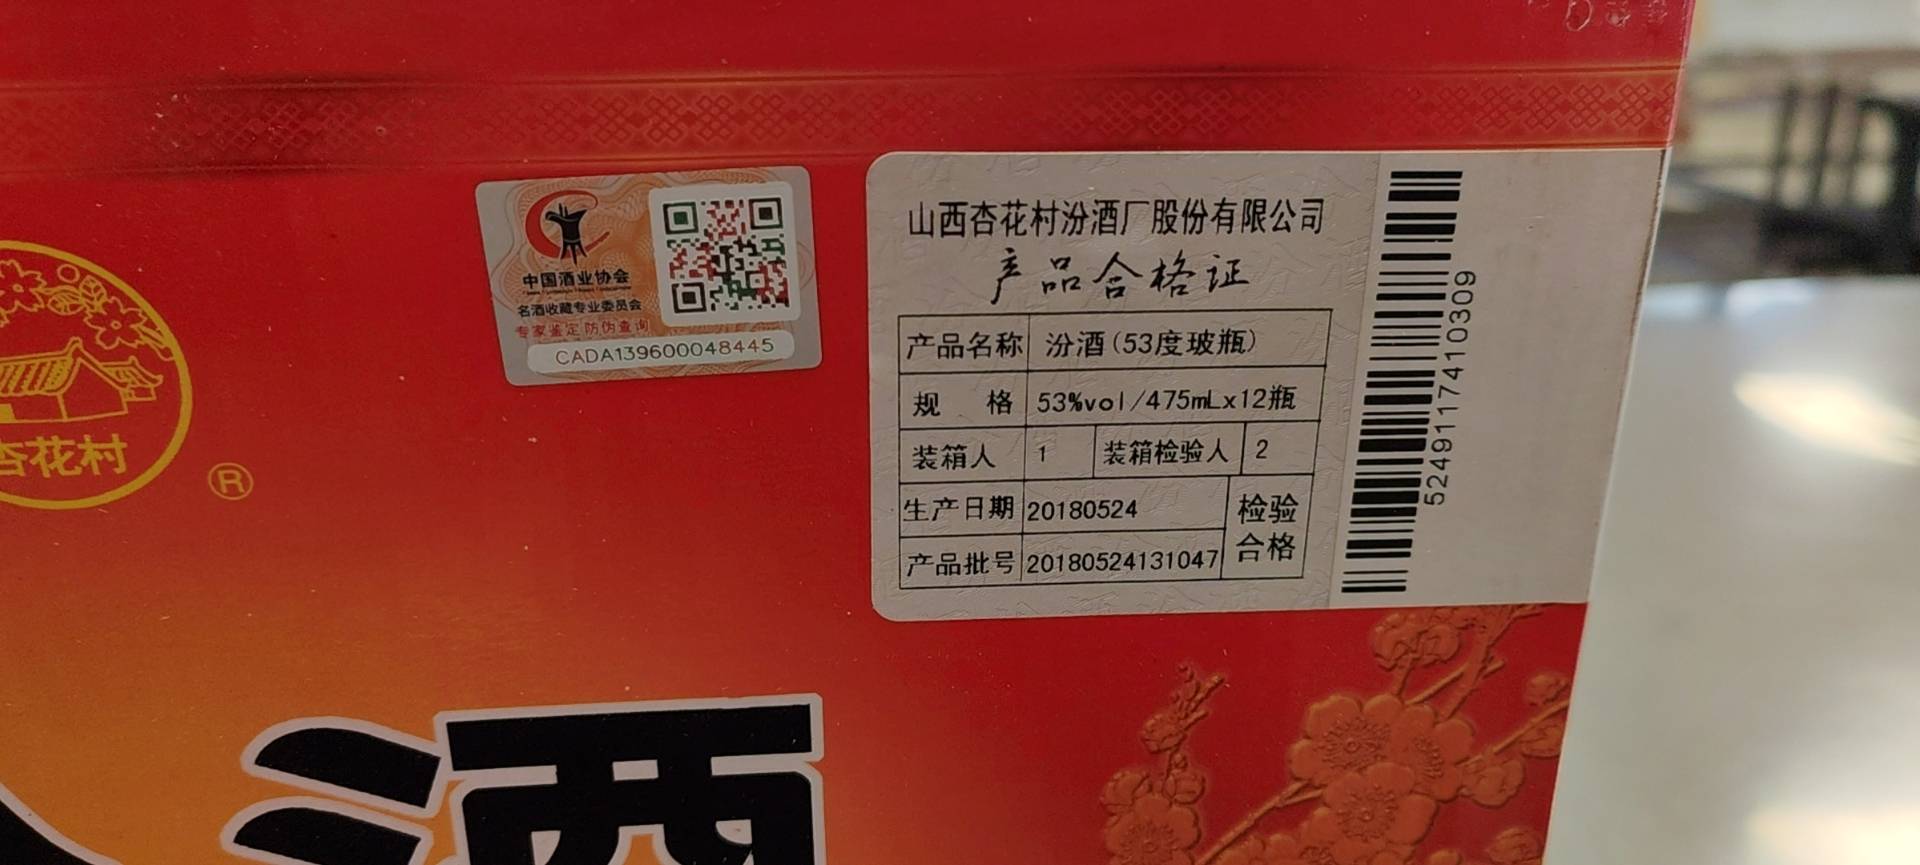 中国酒业协会
名酒收藏专业委员会
专家鉴定防伪查询
CADA139600048445
山西杏花村汾酒厂股份有限公司
产品合格证
产品名称 汾酒(53度玻瓶)
规 格 53%vol/475mLx12瓶
装箱人 1 装箱检验人 2
生产日期 20180524
产品批号 20180524131047
检验
合格
5249117410309
杏花村
®
酒